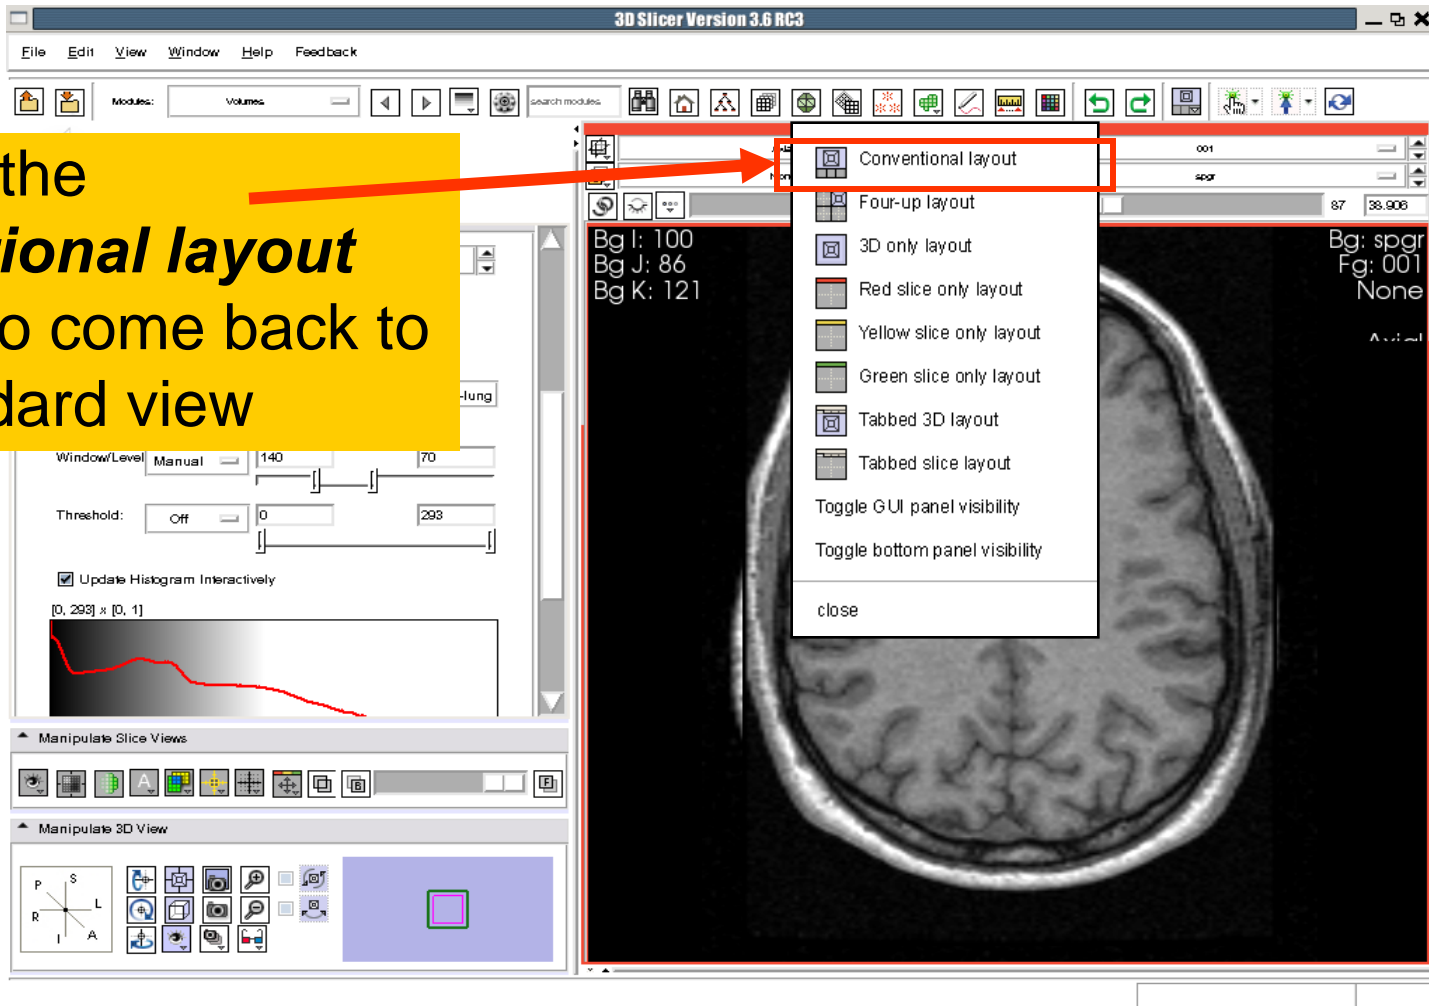 3D Slicer Version 3.6 RC3
File Edit View Window Help Feedback
Modules: Volumes search modules
the
ional layout
o come back to
dard view
001
spgr
87 38.906
Conventional layout
Four-up layout
3D only layout
Red slice only layout
Yellow slice only layout
Green slice only layout
Tabbed 3D layout
Tabbed slice layout
Toggle GUI panel visibility
Toggle bottom panel visibility
close
Bg I: 100
Bg J: 86
Bg K: 121
Bg: spgr
Fg: 001
None
Axial
-lung
Window/Level Manual 140 70
Threshold: Off 0 293
Update Histogram Interactively
[0, 293] x [0, 1]
Manipulate Slice Views
A B F
Manipulate 3D View
P S
R L
I A